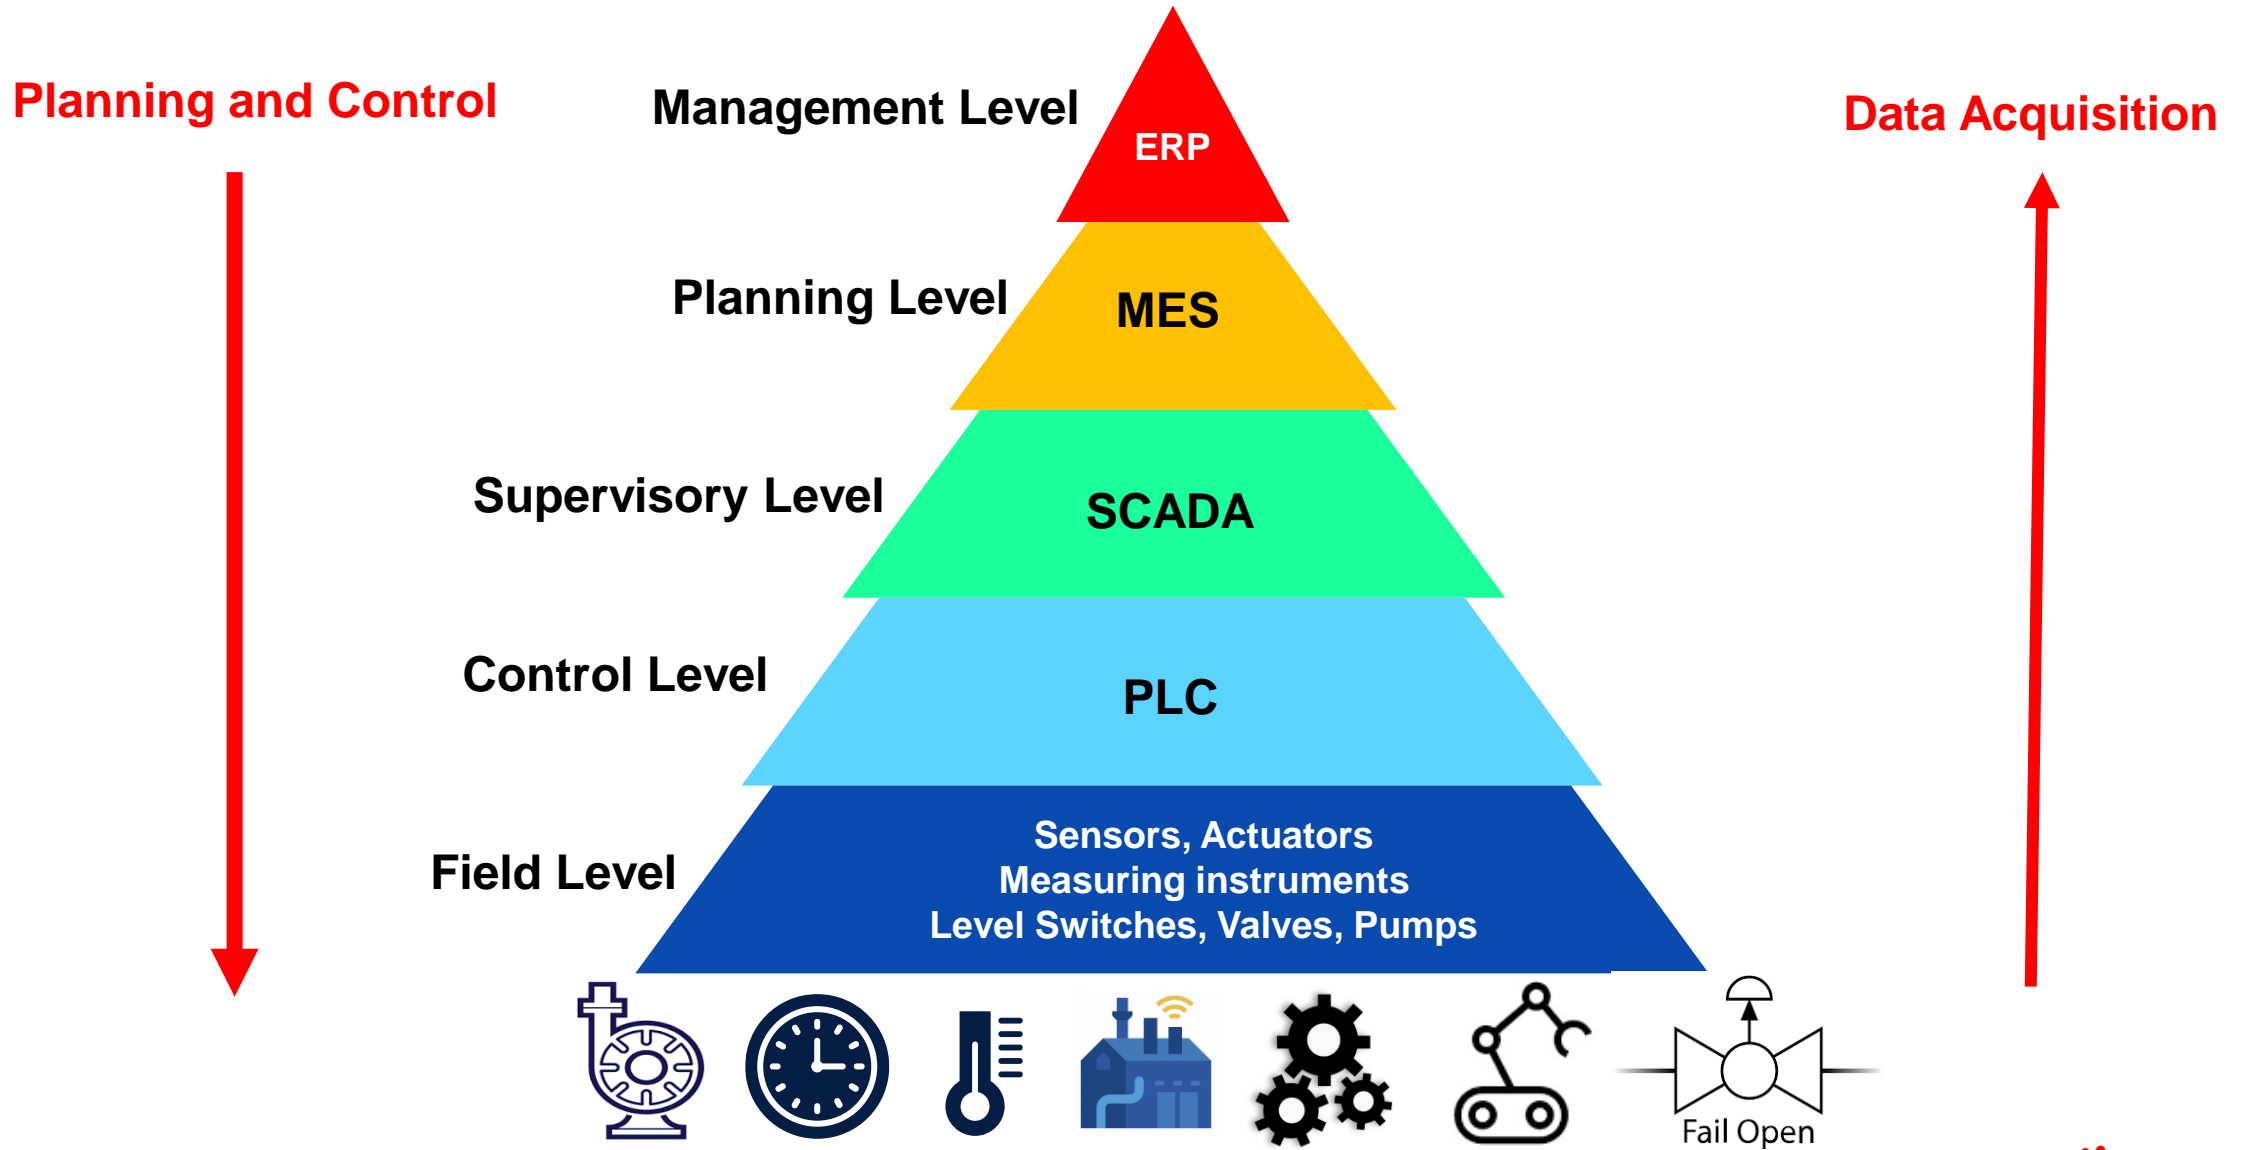 Planning and Control
Management Level
Data Acquisition
ERP
Planning Level
MES
Supervisory Level
SCADA
Control Level
PLC
Field Level
Sensors, Actuators
Measuring instruments
Level Switches, Valves, Pumps
Fail Open